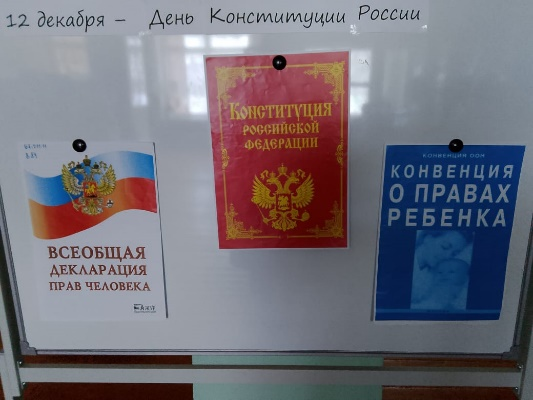 12 декабря – День Конституции России
КОНСТИТУЦИЯ
РОССИЙСКОЙ
ФЕДЕРАЦИИ
ВСЕОБЩАЯ
ДЕКЛАРАЦИЯ
ПРАВ ЧЕЛОВЕКА
КОНВЕНЦИЯ ООН
КОНВЕНЦИЯ
О ПРАВАХ
РЕБЕНКА